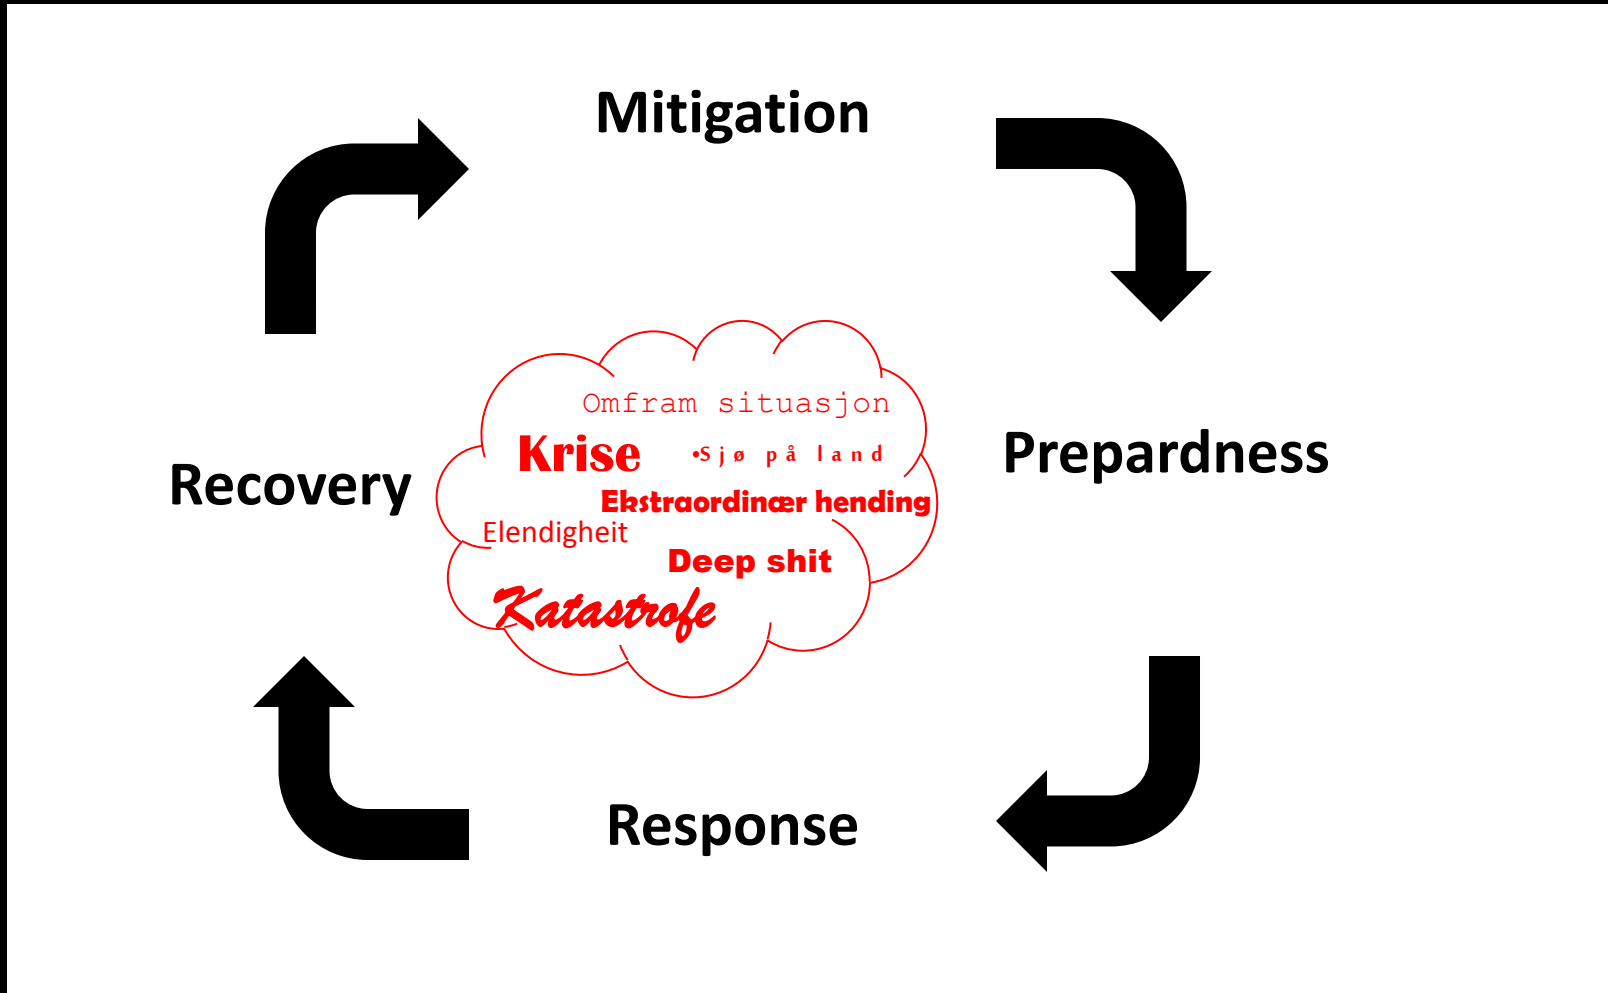 Mitigation
Omfram situasjon
Krise
•Sjø på land
Prepardness
Recovery
Ekstraordinær hending
Elendigheit
Deep shit
Katastrofe
Response